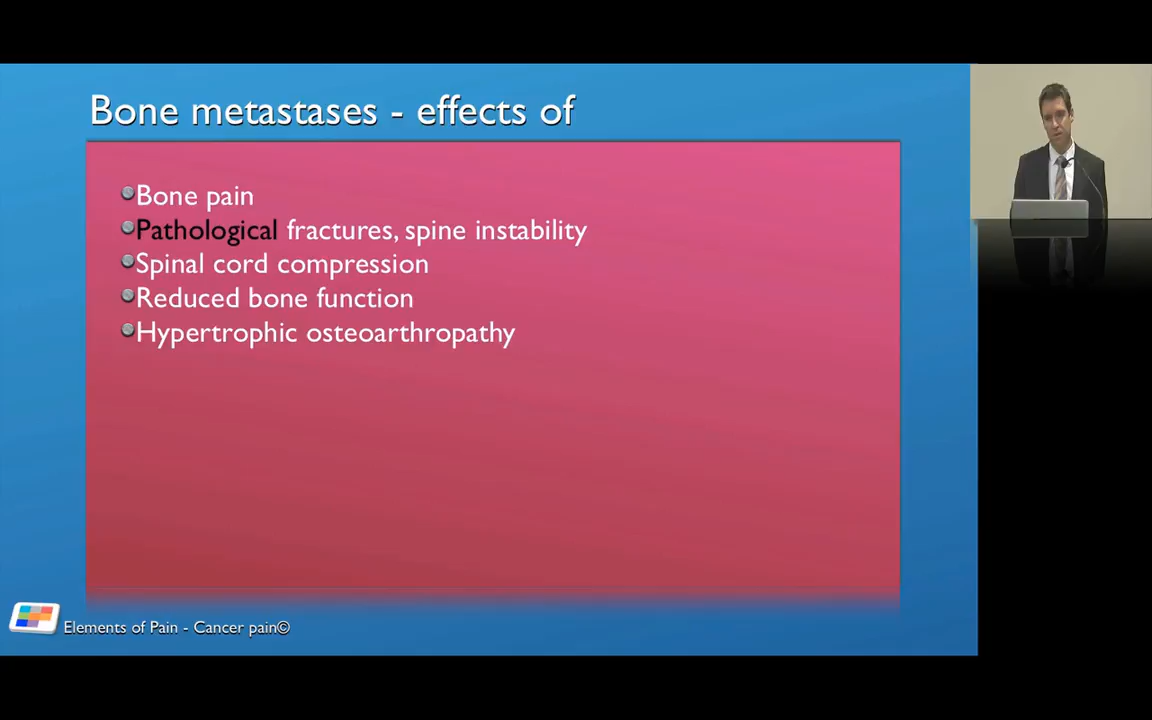 Bone metastases - effects of
Bone pain
Pathological fractures, spine instability
Spinal cord compression
Reduced bone function
Hypertrophic osteoarthropathy
Elements of Pain - Cancer pain©